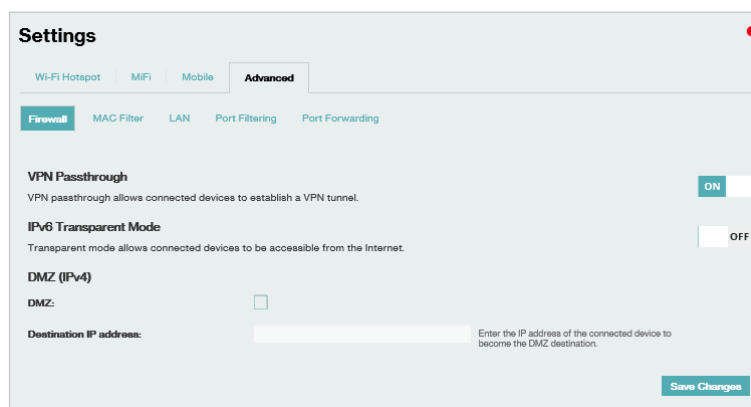 Settings
Wi-Fi Hotspot MiFi Mobile Advanced
Firewall MAC Filter LAN Port Filtering Port Forwarding
VPN Passthrough
VPN passthrough allows connected devices to establish a VPN tunnel.
ON
IPv6 Transparent Mode
Transparent mode allows connected devices to be accessible from the Internet.
OFF
DMZ (IPv4)
DMZ:
Destination IP address:
Enter the IP address of the connected device to
become the DMZ destination.
Save Changes